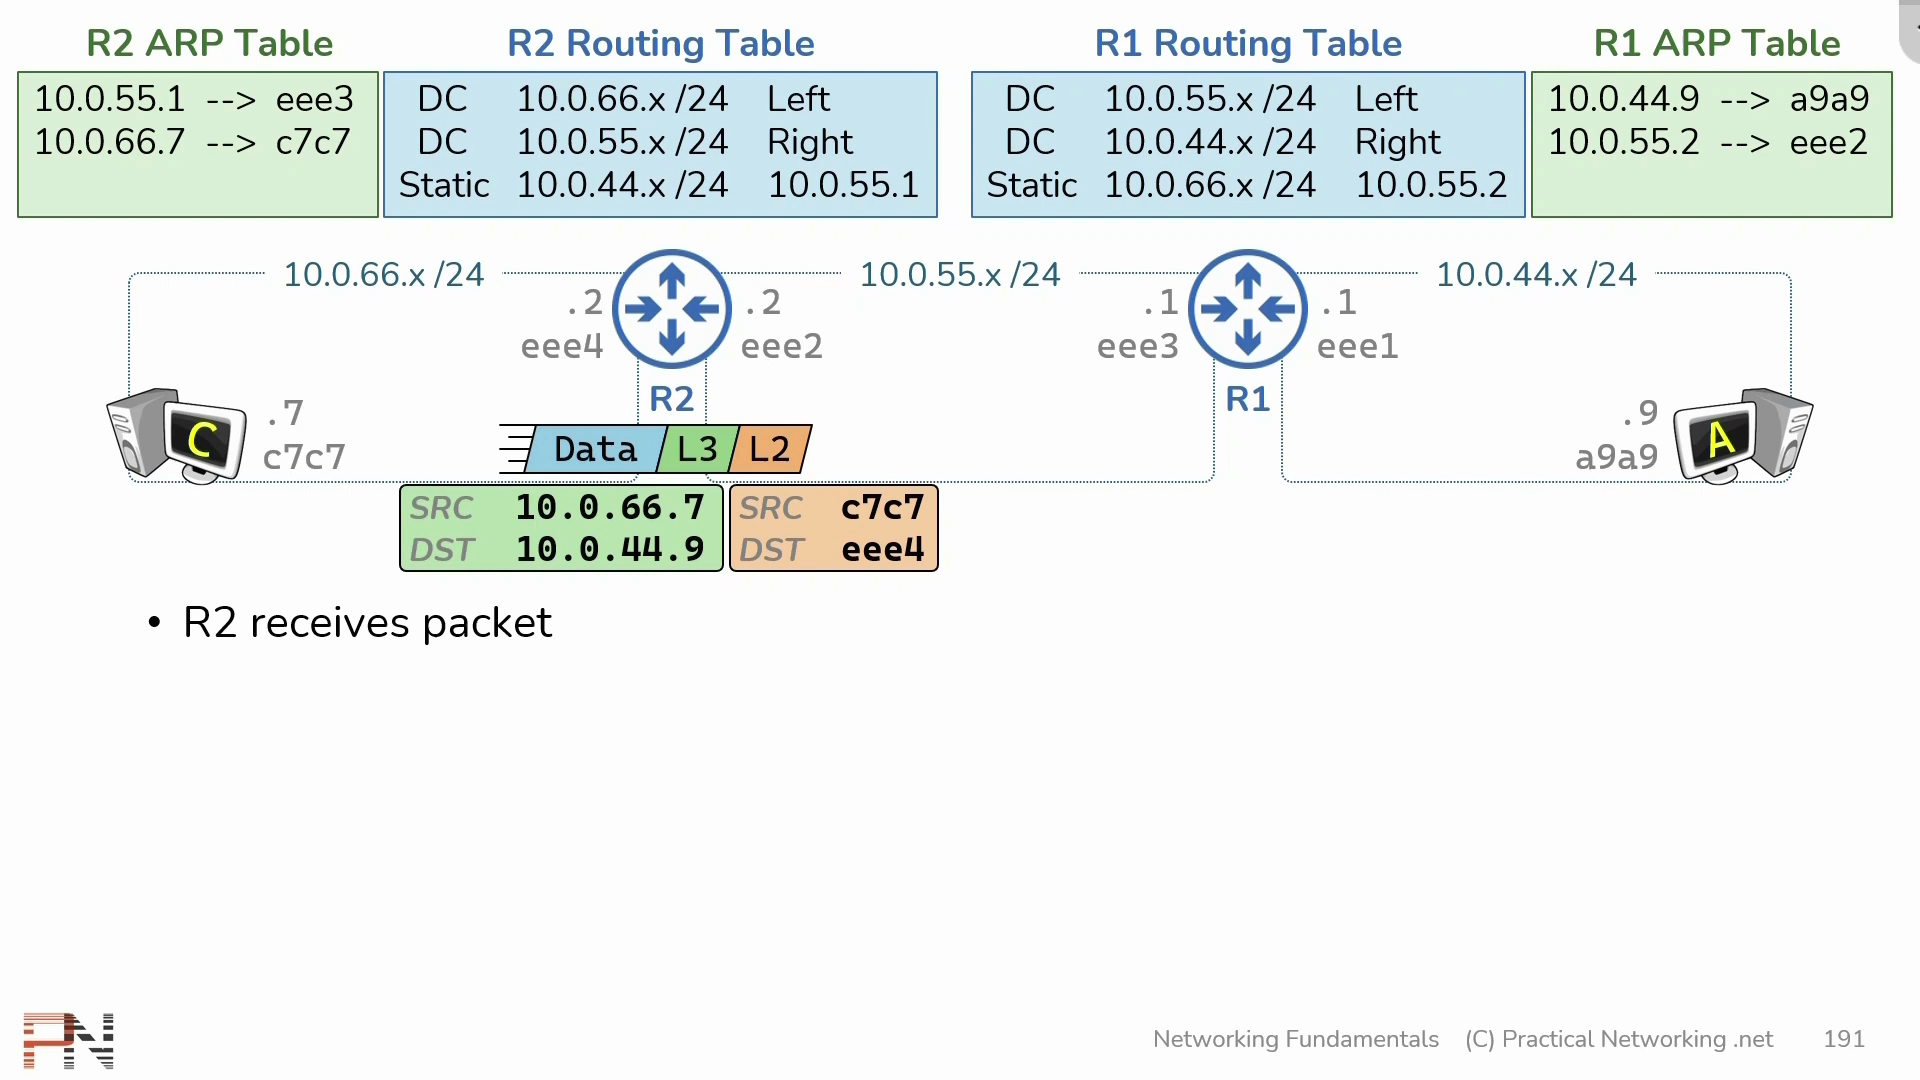 R2 ARP Table
10.0.55.1 --> eee3
10.0.66.7 --> c7c7
R2 Routing Table
DC 10.0.66.x /24 Left
DC 10.0.55.x /24 Right
Static 10.0.44.x /24 10.0.55.1
R1 Routing Table
DC 10.0.55.x /24 Left
DC 10.0.44.x /24 Right
Static 10.0.66.x /24 10.0.55.2
R1 ARP Table
10.0.44.9 --> a9a9
10.0.55.2 --> eee2
10.0.66.x /24
10.0.55.x /24
10.0.44.x /24
.2
eee4
.2
eee2
R2
.1
eee3
.1
eee1
R1
C
.7
c7c7
.9
a9a9
A
Data L3 L2
SRC 10.0.66.7
DST 10.0.44.9
SRC c7c7
DST eee4
• R2 receives packet
PN
Networking Fundamentals (C) Practical Networking .net 191